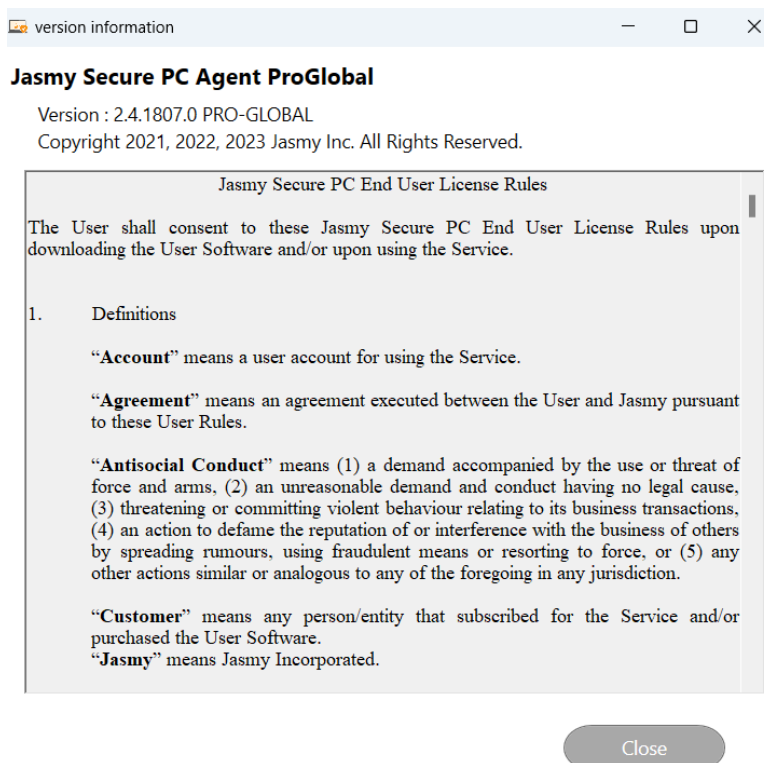 version information
Jasmy Secure PC Agent ProGlobal
Version : 2.4.1807.0 PRO-GLOBAL
Copyright 2021, 2022, 2023 Jasmy Inc. All Rights Reserved.
Jasmy Secure PC End User License Rules
The User shall consent to these Jasmy Secure PC End User License Rules upon
downloading the User Software and/or upon using the Service.
1. Definitions
“Account” means a user account for using the Service.
“Agreement” means an agreement executed between the User and Jasmy pursuant
to these User Rules.
“Antisocial Conduct” means (1) a demand accompanied by the use or threat of
force and arms, (2) an unreasonable demand and conduct having no legal cause,
(3) threatening or committing violent behaviour relating to its business transactions,
(4) an action to defame the reputation of or interference with the business of others
by spreading rumours, using fraudulent means or resorting to force, or (5) any
other actions similar or analogous to any of the foregoing in any jurisdiction.
“Customer” means any person/entity that subscribed for the Service and/or
purchased the User Software.
“Jasmy” means Jasmy Incorporated.
Close